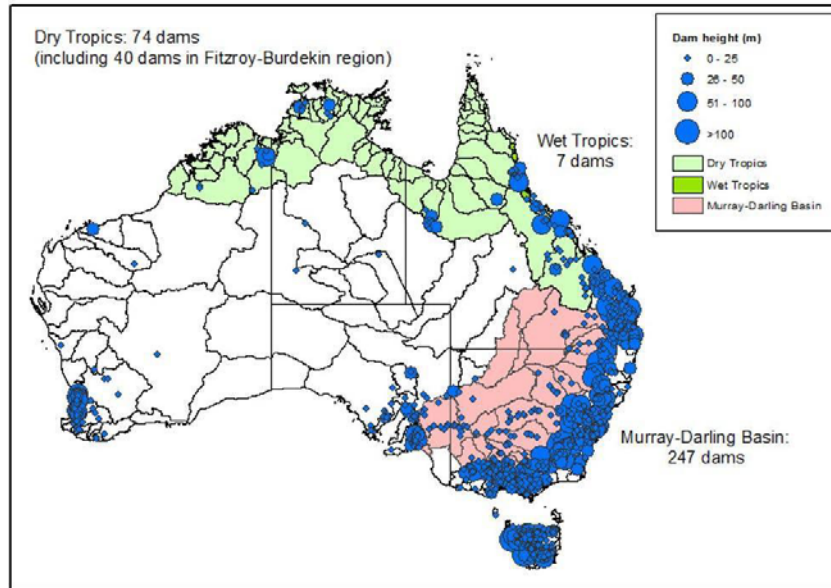 Dry Tropics: 74 dams
(including 40 dams in Fitzroy-Burdekin region)
Dam height (m)
0 - 25
26 - 50
51 - 100
>100
Dry Tropics
Wet Tropics
Murray-Darling Basin
Wet Tropics:
7 dams
Murray-Darling Basin:
247 dams